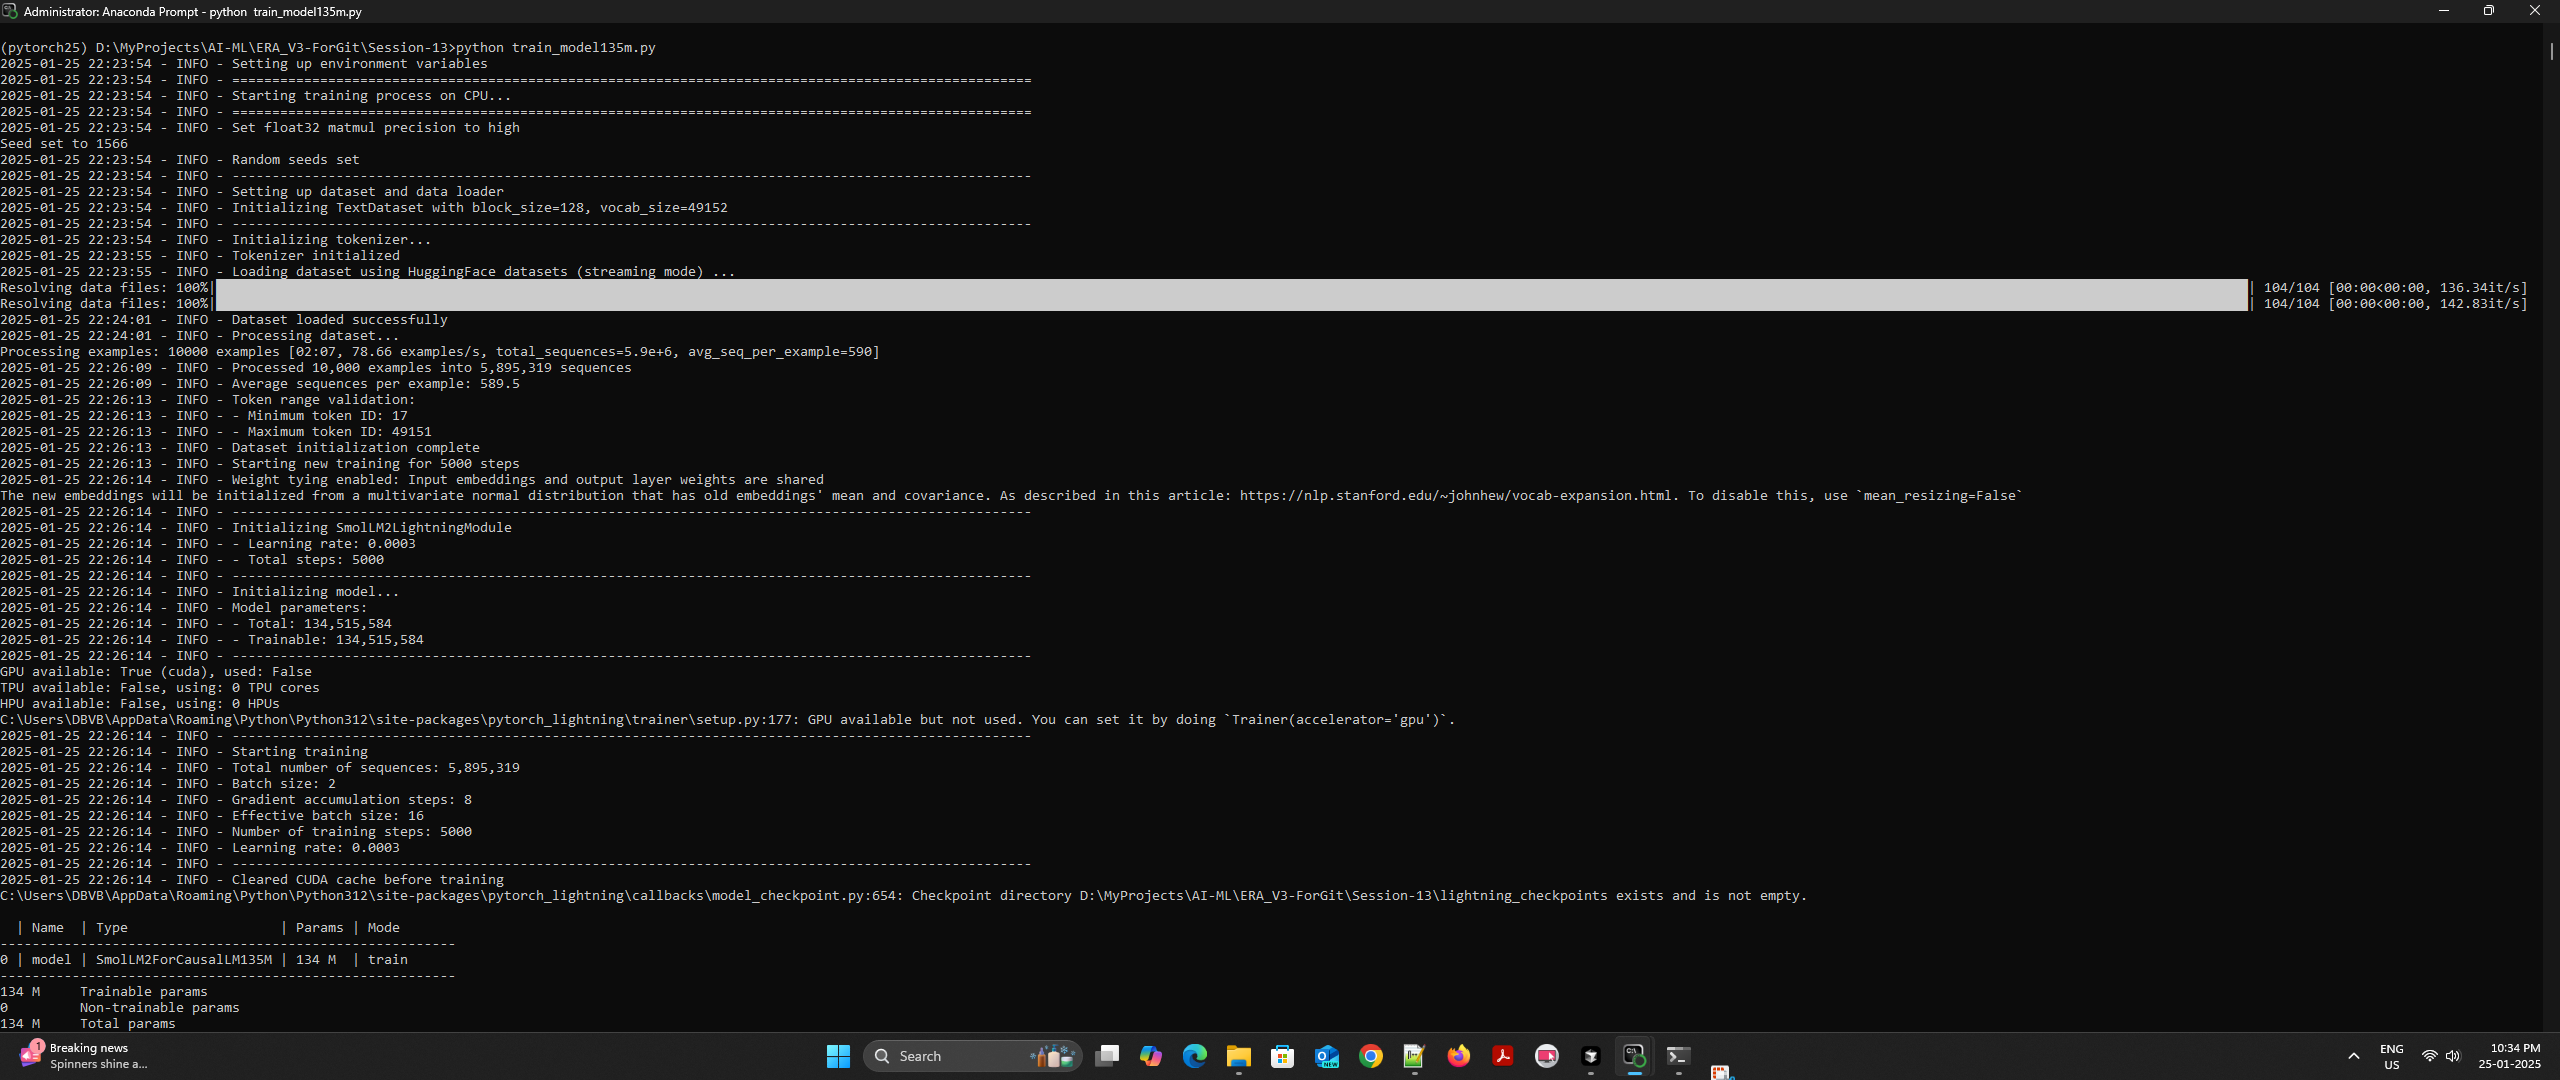 Administrator: Anaconda Prompt - python  train_model135m.py
(pytorch25) D:\MyProjects\AI-ML\ERA_V3-ForGit\Session-13>python train_model135m.py
2025-01-25 22:23:54 - INFO - Setting up environment variables
2025-01-25 22:23:54 - INFO - ====================================================================================================
2025-01-25 22:23:54 - INFO - Starting training process on CPU...
2025-01-25 22:23:54 - INFO - ====================================================================================================
2025-01-25 22:23:54 - INFO - Set float32 matmul precision to high
Seed set to 1566
2025-01-25 22:23:54 - INFO - Random seeds set
2025-01-25 22:23:54 - INFO - ----------------------------------------------------------------------------------------------------
2025-01-25 22:23:54 - INFO - Setting up dataset and data loader
2025-01-25 22:23:54 - INFO - Initializing TextDataset with block_size=128, vocab_size=49152
2025-01-25 22:23:54 - INFO - ----------------------------------------------------------------------------------------------------
2025-01-25 22:23:54 - INFO - Initializing tokenizer...
2025-01-25 22:23:55 - INFO - Tokenizer initialized
2025-01-25 22:23:55 - INFO - Loading dataset using HuggingFace datasets (streaming mode) ...
Resolving data files: 100%| | 104/104 [00:00<00:00, 136.34it/s]
Resolving data files: 100%| | 104/104 [00:00<00:00, 142.83it/s]
2025-01-25 22:24:01 - INFO - Dataset loaded successfully
2025-01-25 22:24:01 - INFO - Processing dataset...
Processing examples: 10000 examples [02:07, 78.66 examples/s, total_sequences=5.9e+6, avg_seq_per_example=590]
2025-01-25 22:26:09 - INFO - Processed 10,000 examples into 5,895,319 sequences
2025-01-25 22:26:09 - INFO - Average sequences per example: 589.5
2025-01-25 22:26:13 - INFO - Token range validation:
2025-01-25 22:26:13 - INFO - - Minimum token ID: 17
2025-01-25 22:26:13 - INFO - - Maximum token ID: 49151
2025-01-25 22:26:13 - INFO - Dataset initialization complete
2025-01-25 22:26:13 - INFO - Starting new training for 5000 steps
2025-01-25 22:26:14 - INFO - Weight tying enabled: Input embeddings and output layer weights are shared
The new embeddings will be initialized from a multivariate normal distribution that has old embeddings' mean and covariance. As described in this article: https://nlp.stanford.edu/~johnhew/vocab-expansion.html. To disable this, use `mean_resizing=False`
2025-01-25 22:26:14 - INFO - ----------------------------------------------------------------------------------------------------
2025-01-25 22:26:14 - INFO - Initializing SmolLM2LightningModule
2025-01-25 22:26:14 - INFO - - Learning rate: 0.0003
2025-01-25 22:26:14 - INFO - - Total steps: 5000
2025-01-25 22:26:14 - INFO - ----------------------------------------------------------------------------------------------------
2025-01-25 22:26:14 - INFO - Initializing model...
2025-01-25 22:26:14 - INFO - Model parameters:
2025-01-25 22:26:14 - INFO - - Total: 134,515,584
2025-01-25 22:26:14 - INFO - - Trainable: 134,515,584
2025-01-25 22:26:14 - INFO - ----------------------------------------------------------------------------------------------------
GPU available: True (cuda), used: False
TPU available: False, using: 0 TPU cores
HPU available: False, using: 0 HPUs
C:\Users\DBVB\AppData\Roaming\Python\Python312\site-packages\pytorch_lightning\trainer\setup.py:177: GPU available but not used. You can set it by doing `Trainer(accelerator='gpu')`.
2025-01-25 22:26:14 - INFO - ----------------------------------------------------------------------------------------------------
2025-01-25 22:26:14 - INFO - Starting training
2025-01-25 22:26:14 - INFO - Total number of sequences: 5,895,319
2025-01-25 22:26:14 - INFO - Batch size: 2
2025-01-25 22:26:14 - INFO - Gradient accumulation steps: 8
2025-01-25 22:26:14 - INFO - Effective batch size: 16
2025-01-25 22:26:14 - INFO - Number of training steps: 5000
2025-01-25 22:26:14 - INFO - Learning rate: 0.0003
2025-01-25 22:26:14 - INFO - ----------------------------------------------------------------------------------------------------
2025-01-25 22:26:14 - INFO - Cleared CUDA cache before training
C:\Users\DBVB\AppData\Roaming\Python\Python312\site-packages\pytorch_lightning\callbacks\model_checkpoint.py:654: Checkpoint directory D:\MyProjects\AI-ML\ERA_V3-ForGit\Session-13\lightning_checkpoints exists and is not empty.
  | Name  | Type                   | Params | Mode
---------------------------------------------------------
0 | model | SmolLM2ForCausalLM135M | 134 M  | train
---------------------------------------------------------
134 M     Trainable params
0         Non-trainable params
134 M     Total params
1
Breaking news
Spinners shine a...
Search
ENG
US
10:34 PM
25-01-2025